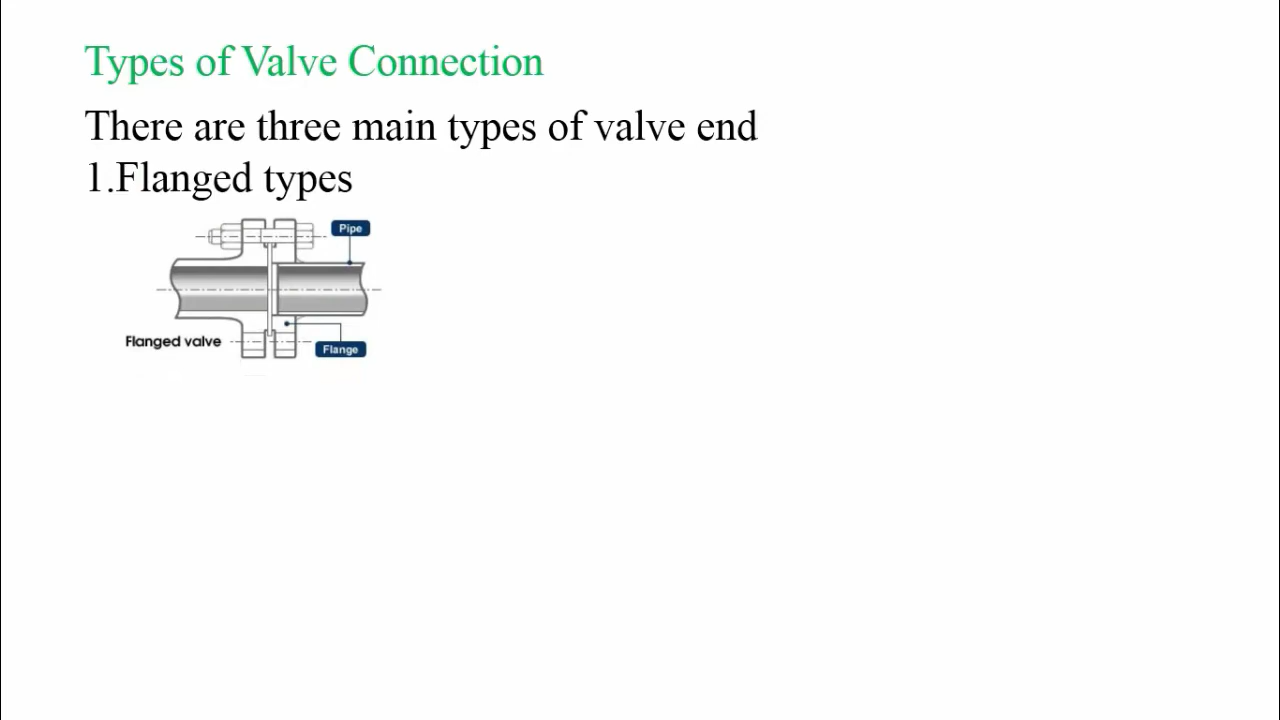 Types of Valve Connection
There are three main types of valve end
1.Flanged types
Pipe
Flanged valve
Flange